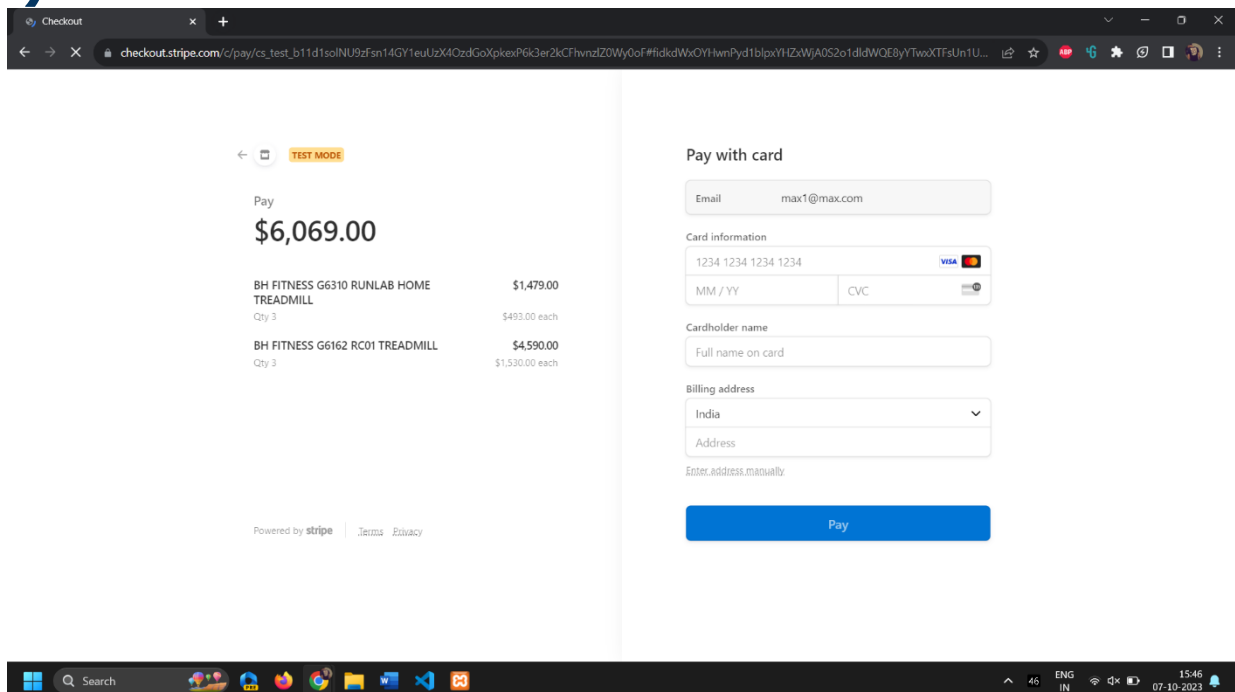 Checkout
checkout.stripe.com/c/pay/cs_test_b11d1solNU9zFsn14GY1euUzX4OzdGoXpkexP6k3er2kCFhvnzlZ0Wy0oF#fidkdWxOYHwnPyd1blpxYHZxWjA0S2o1dldWQE8yYTwxXTFsUn1U...
ABP
TEST MODE
Pay
$6,069.00
BH FITNESS G6310 RUNLAB HOME $1,479.00
TREADMILL
Qty 3 $493.00 each
BH FITNESS G6162 RC01 TREADMILL $4,590.00
Qty 3 $1,530.00 each
Powered by stripe Terms Privacy
Pay with card
Email max1@max.com
Card information
1234 1234 1234 1234 VISA
MM / YY CVC
Cardholder name
Full name on card
Billing address
India
Address
Enter address manually
Pay
Search
PRE
46
ENG
IN
15:46
07-10-2023